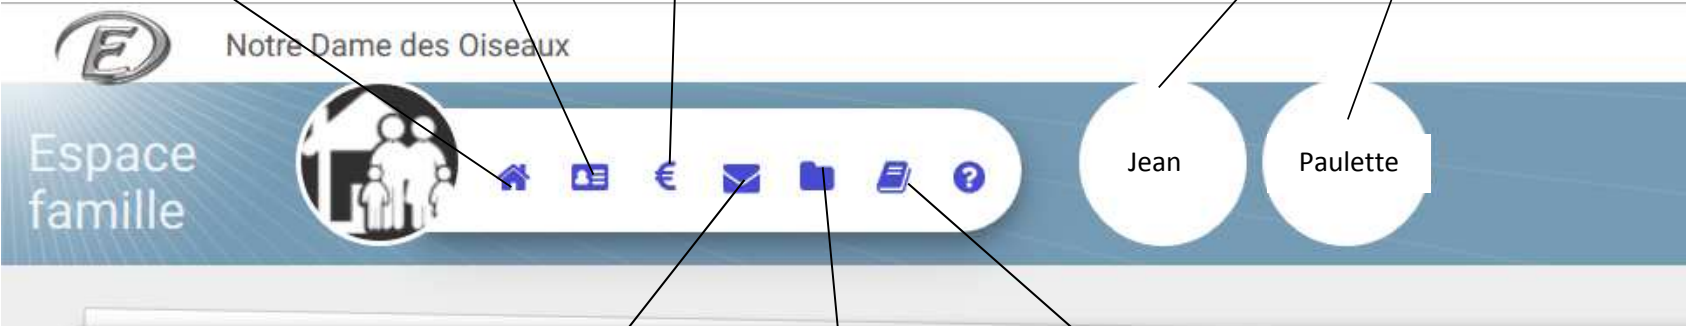 E
Notre Dame des Oiseaux
Espace
famille
€
?
Jean
Paulette